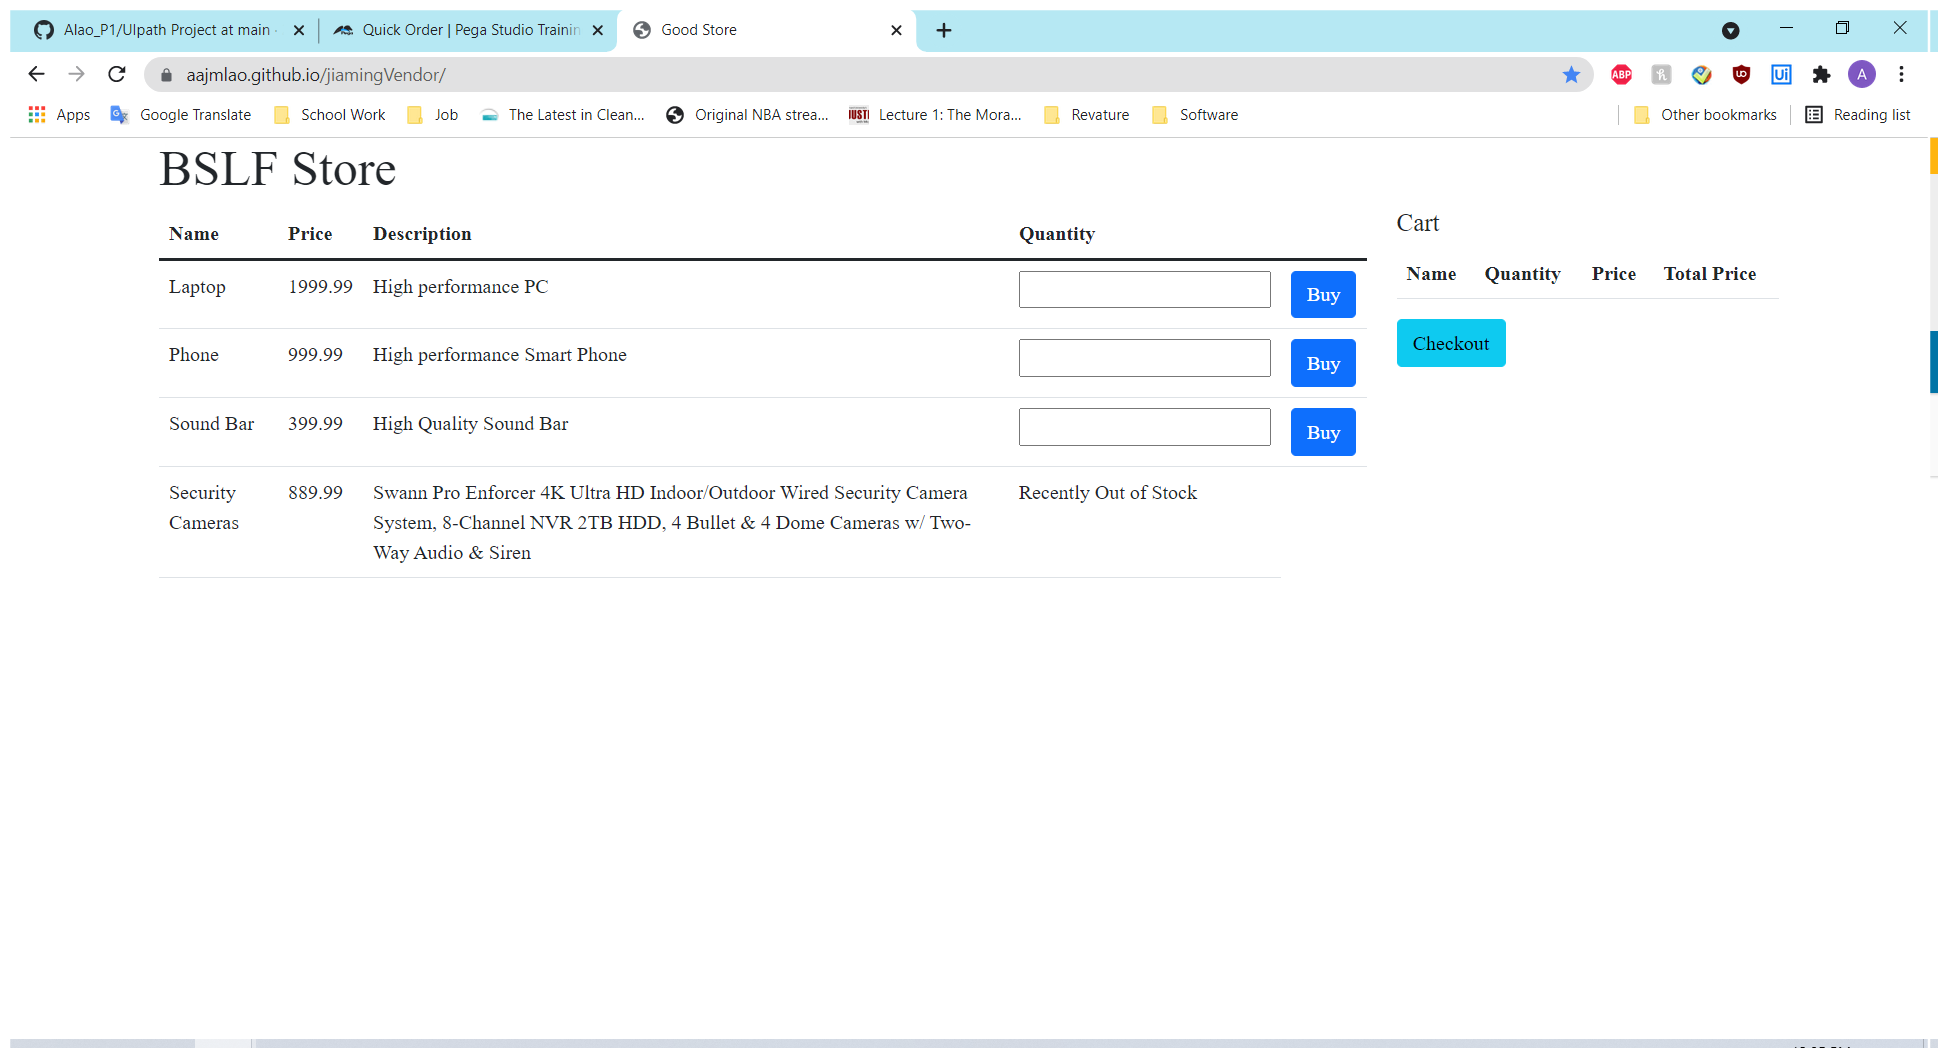 Alao_P1/UIpath Project at main
Quick Order | Pega Studio Trainin
Good Store
aajmlao.github.io/jiamingVendor/
ABP
Ui
A
Apps
Google Translate
School Work
Job
The Latest in Clean...
Original NBA strea...
Lecture 1: The Mora...
Revature
Software
Other bookmarks
Reading list
BSLF Store
Name Price Description Quantity
Laptop 1999.99 High performance PC Buy
Phone 999.99 High performance Smart Phone Buy
Sound Bar 399.99 High Quality Sound Bar Buy
Security 889.99 Swann Pro Enforcer 4K Ultra HD Indoor/Outdoor Wired Security Camera Recently Out of Stock
Cameras System, 8-Channel NVR 2TB HDD, 4 Bullet & 4 Dome Cameras w/ Two-
Way Audio & Siren
Cart
Name Quantity Price Total Price
Checkout